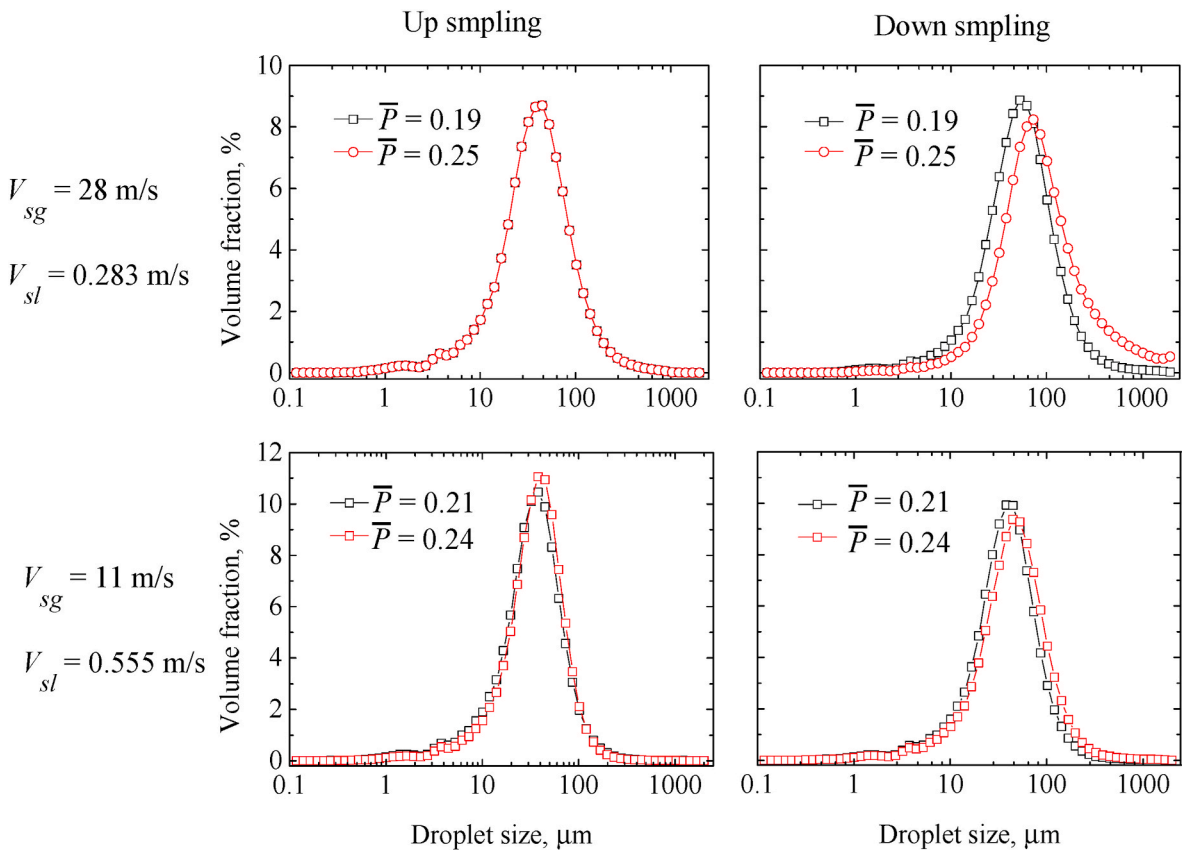 Up smpling
Down smpling
V_sg = 28 m/s
V_sl = 0.283 m/s
Volume fraction, %
10
8
6
4
2
0
P̅ = 0.19
P̅ = 0.25
0.1 1 10 100 1000
P̅ = 0.19
P̅ = 0.25
0.1 1 10 100 1000
V_sg = 11 m/s
V_sl = 0.555 m/s
Volume fraction, %
12
10
8
6
4
2
0
P̅ = 0.21
P̅ = 0.24
0.1 1 10 100 1000
Droplet size, μm
P̅ = 0.21
P̅ = 0.24
0.1 1 10 100 1000
Droplet size, μm